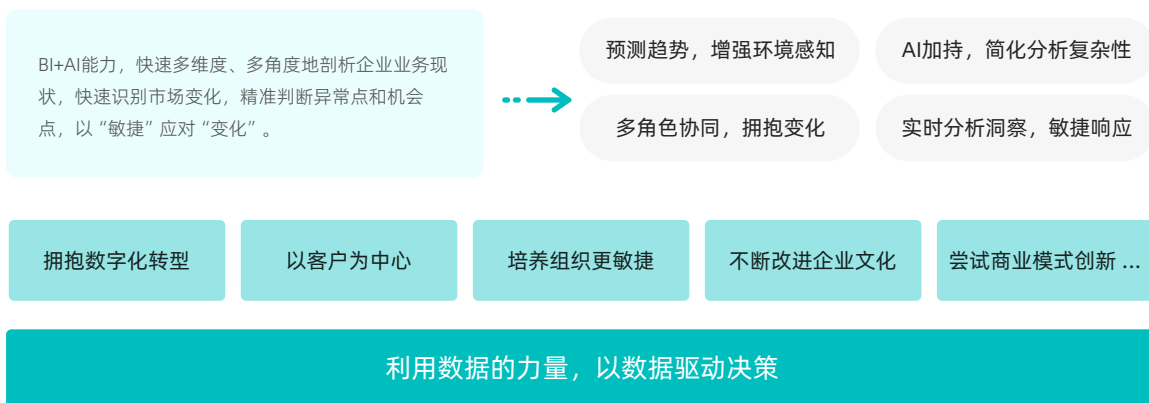 BI+AI能力，快速多维度、多角度地剖析企业业务现
状，快速识别市场变化，精准判断异常点和机会
点，以“敏捷”应对“变化”。
预测趋势，增强环境感知
AI加持，简化分析复杂性
多角色协同，拥抱变化
实时分析洞察，敏捷响应
拥抱数字化转型
以客户为中心
培养组织更敏捷
不断改进企业文化
尝试商业模式创新 ...
利用数据的力量，以数据驱动决策